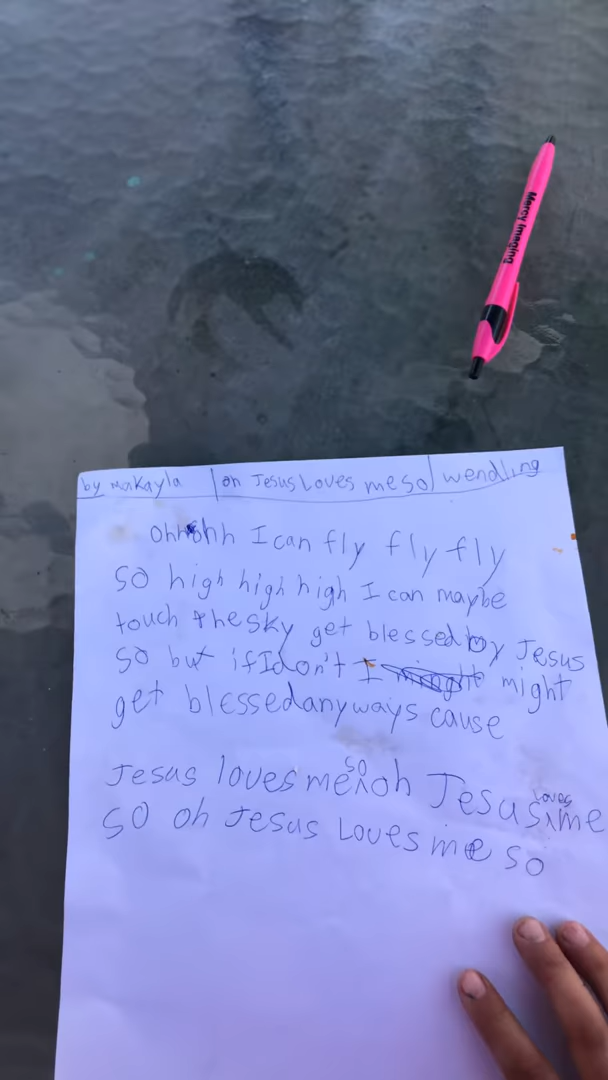 Mercy Imaging
by makayla on Jesus Loves me so wendling
Ohhohh I can fly fly fly
so high high high I can maybe
touch the sky get blessed by Jesus
so but if I don't I might
get blessed anyways cause
Jesus loves me so oh Jesus loves me
so oh Jesus Loves me so